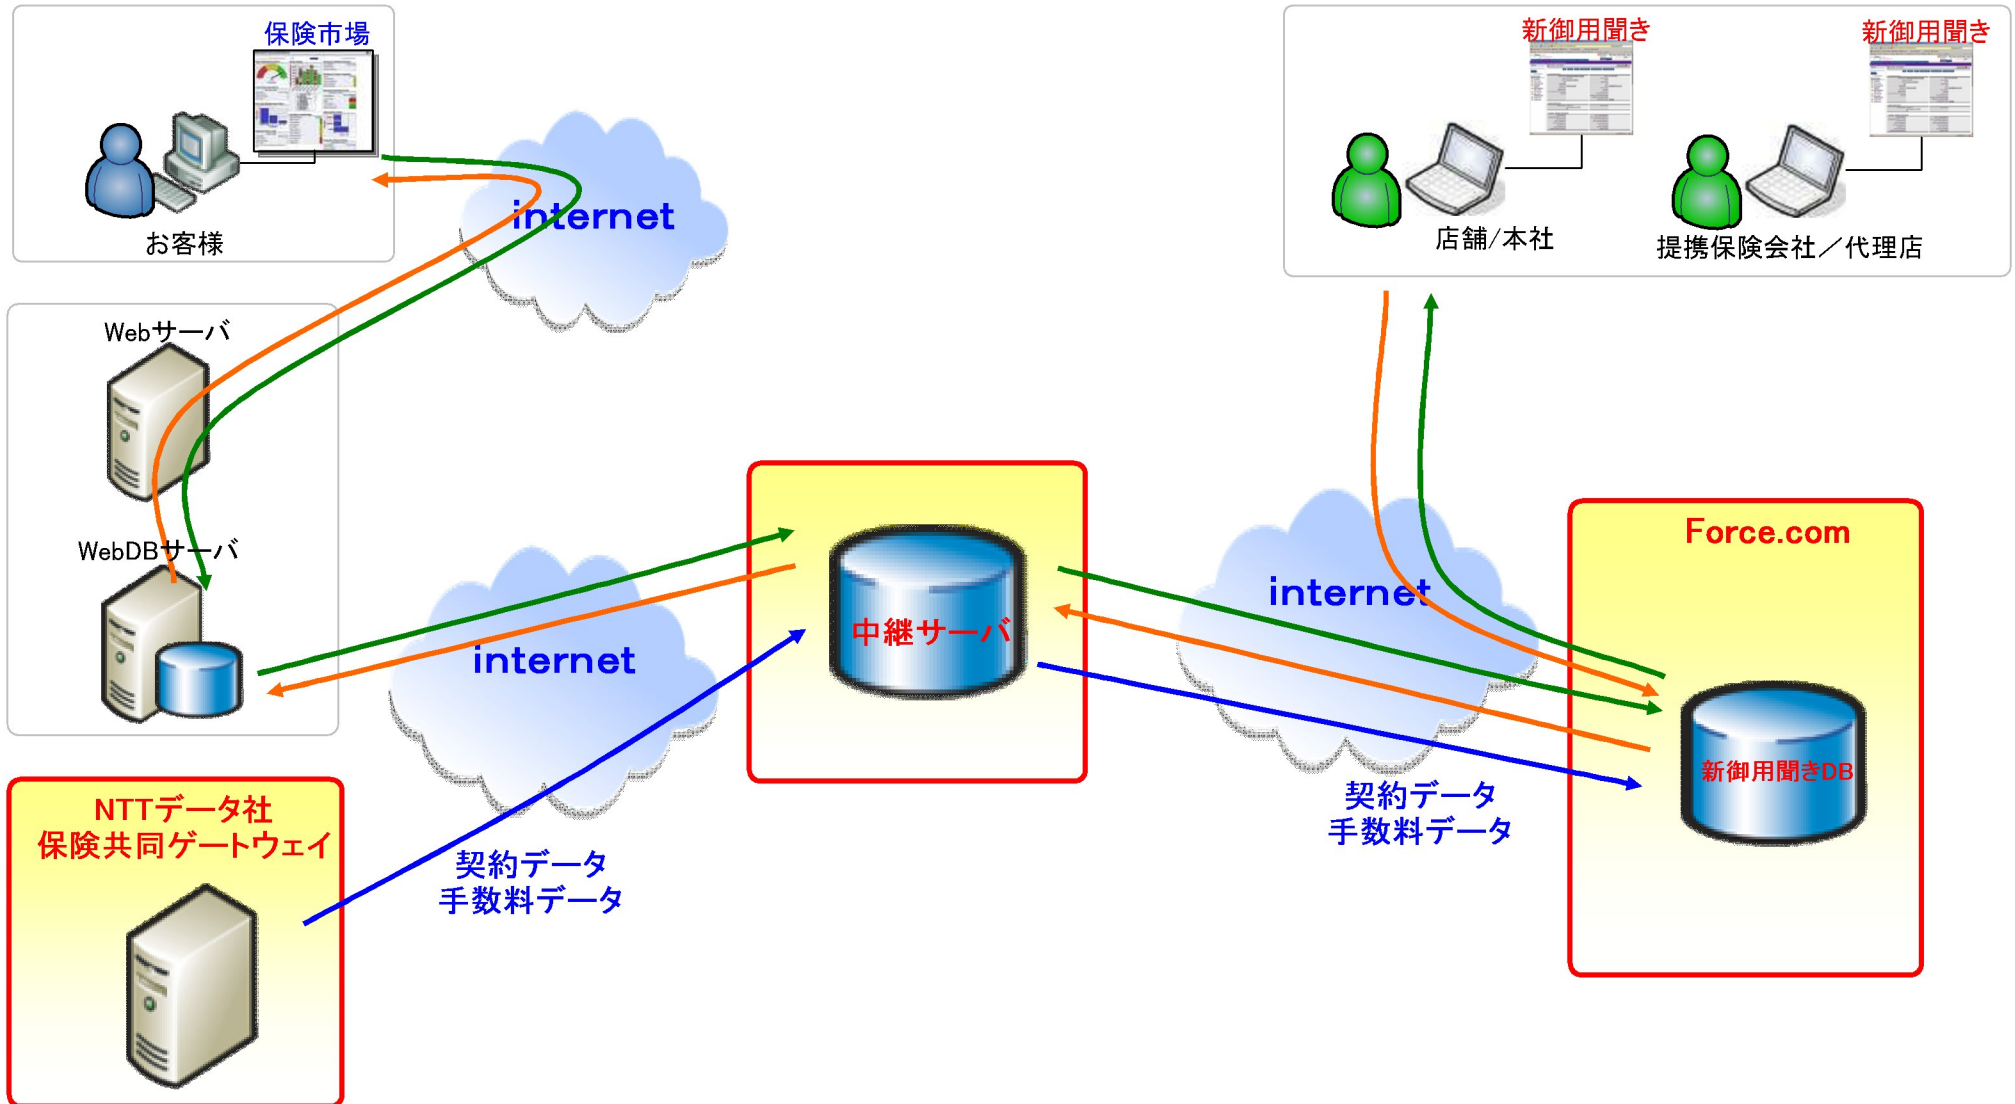 保険市場
お客様
internet
新御用聞き
新御用聞き
店舗/本社
提携保険会社／代理店
Webサーバ
WebDBサーバ
internet
中継サーバ
internet
Force.com
新御用聞きDB
契約データ
手数料データ
NTTデータ社
保険共同ゲートウェイ
契約データ
手数料データ